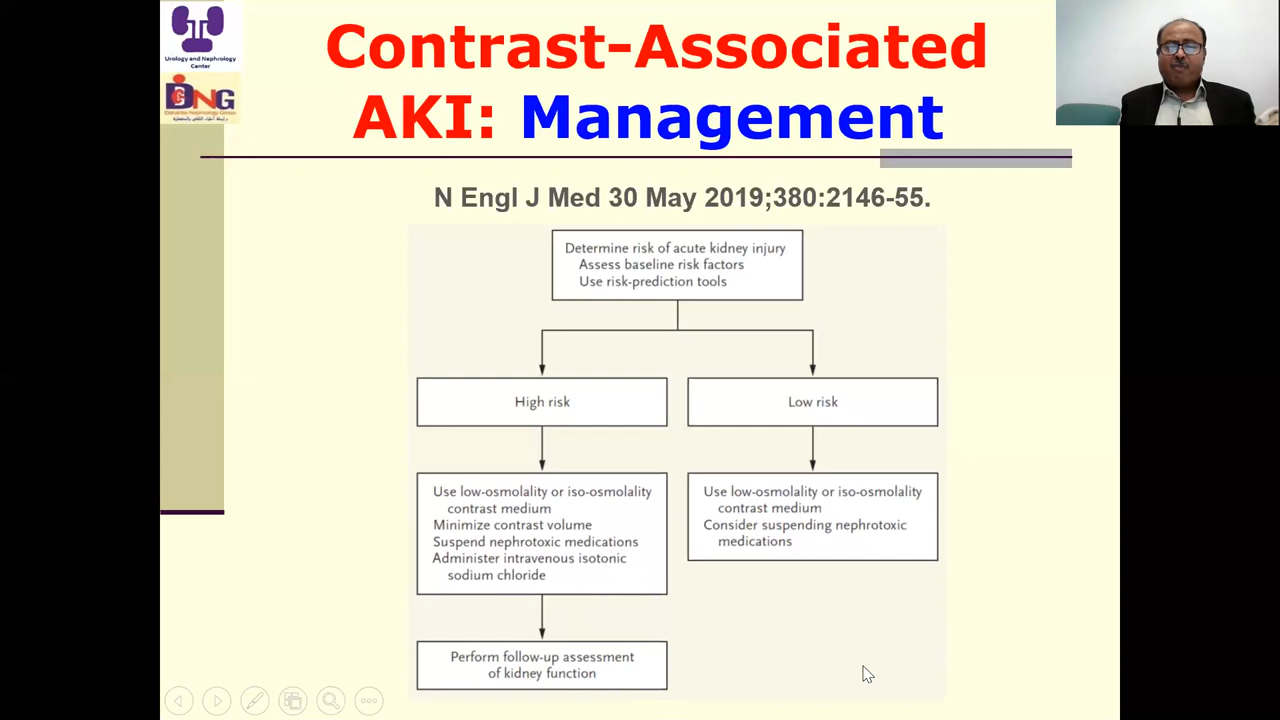 Urology and Nephrology
Center
DNG
Contrast-Associated
AKI: Management
N Engl J Med 30 May 2019;380:2146-55.
Determine risk of acute kidney injury
Assess baseline risk factors
Use risk-prediction tools
High risk
Low risk
Use low-osmolality or iso-osmolality
contrast medium
Minimize contrast volume
Suspend nephrotoxic medications
Administer intravenous isotonic
sodium chloride
Use low-osmolality or iso-osmolality
contrast medium
Consider suspending nephrotoxic
medications
Perform follow-up assessment
of kidney function